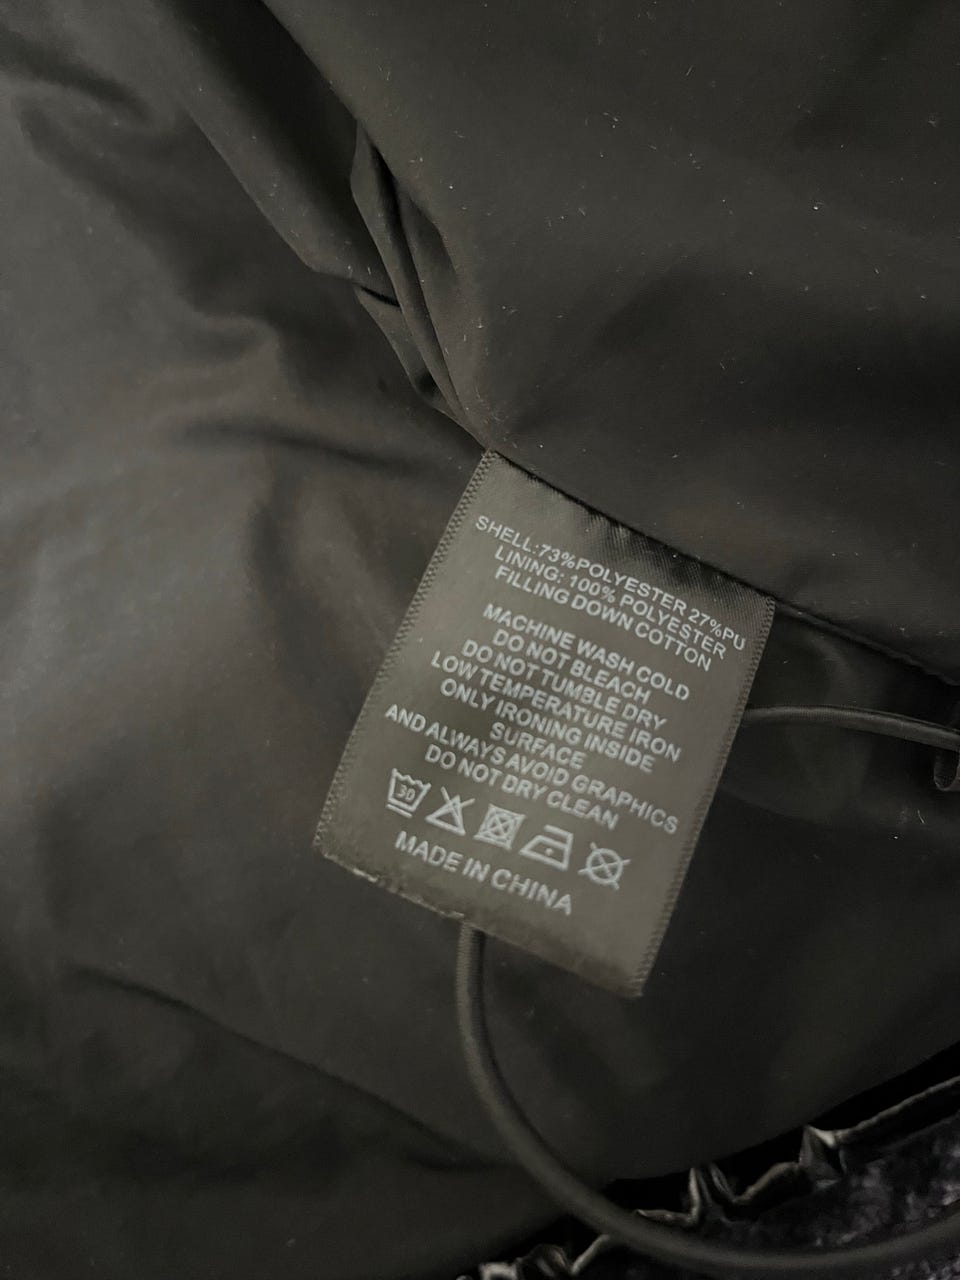 SHELL:73%POLYESTER 27%PU
LINING: 100% POLYESTER
FILLING DOWN COTTON
MACHINE WASH COLD
DO NOT BLEACH
DO NOT TUMBLE DRY
LOW TEMPERATURE IRON
ONLY IRONING INSIDE
SURFACE
AND ALWAYS AVOID GRAPHICS
DO NOT DRY CLEAN
30
MADE IN CHINA